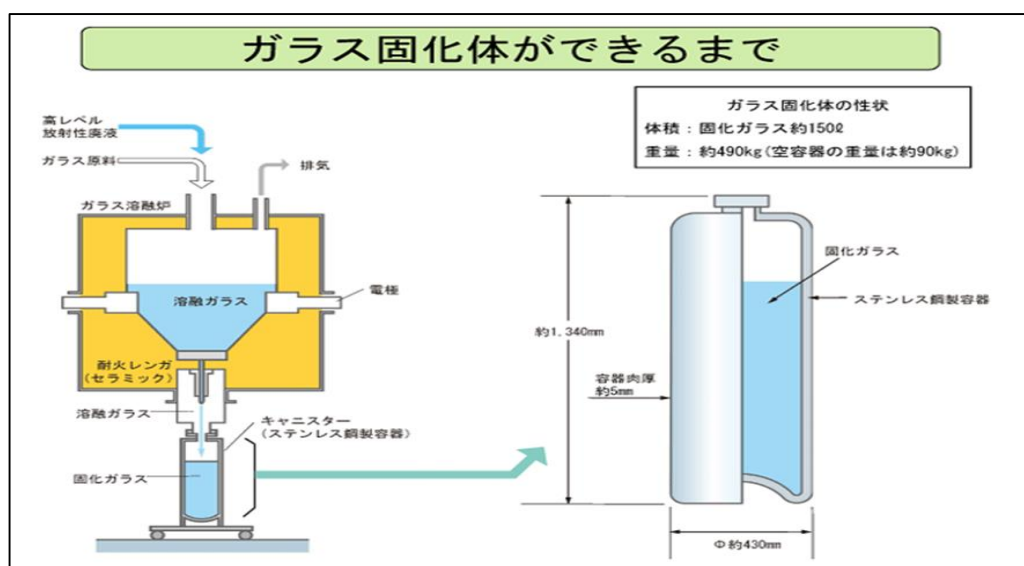 ガラス固化体ができるまで
高レベル
放射性廃液
ガラス原料
排気
ガラス溶融炉
溶融ガラス
電極
耐火レンガ
(セラミック)
溶融ガラス
キャニスター
(ステンレス鋼製容器)
固化ガラス
ガラス固化体の性状
体積:固化ガラス約150ℓ
重量:約490kg(空容器の重量は約90kg)
固化ガラス
ステンレス鋼製容器
約1,340mm
容器肉厚
約5mm
Φ約430mm